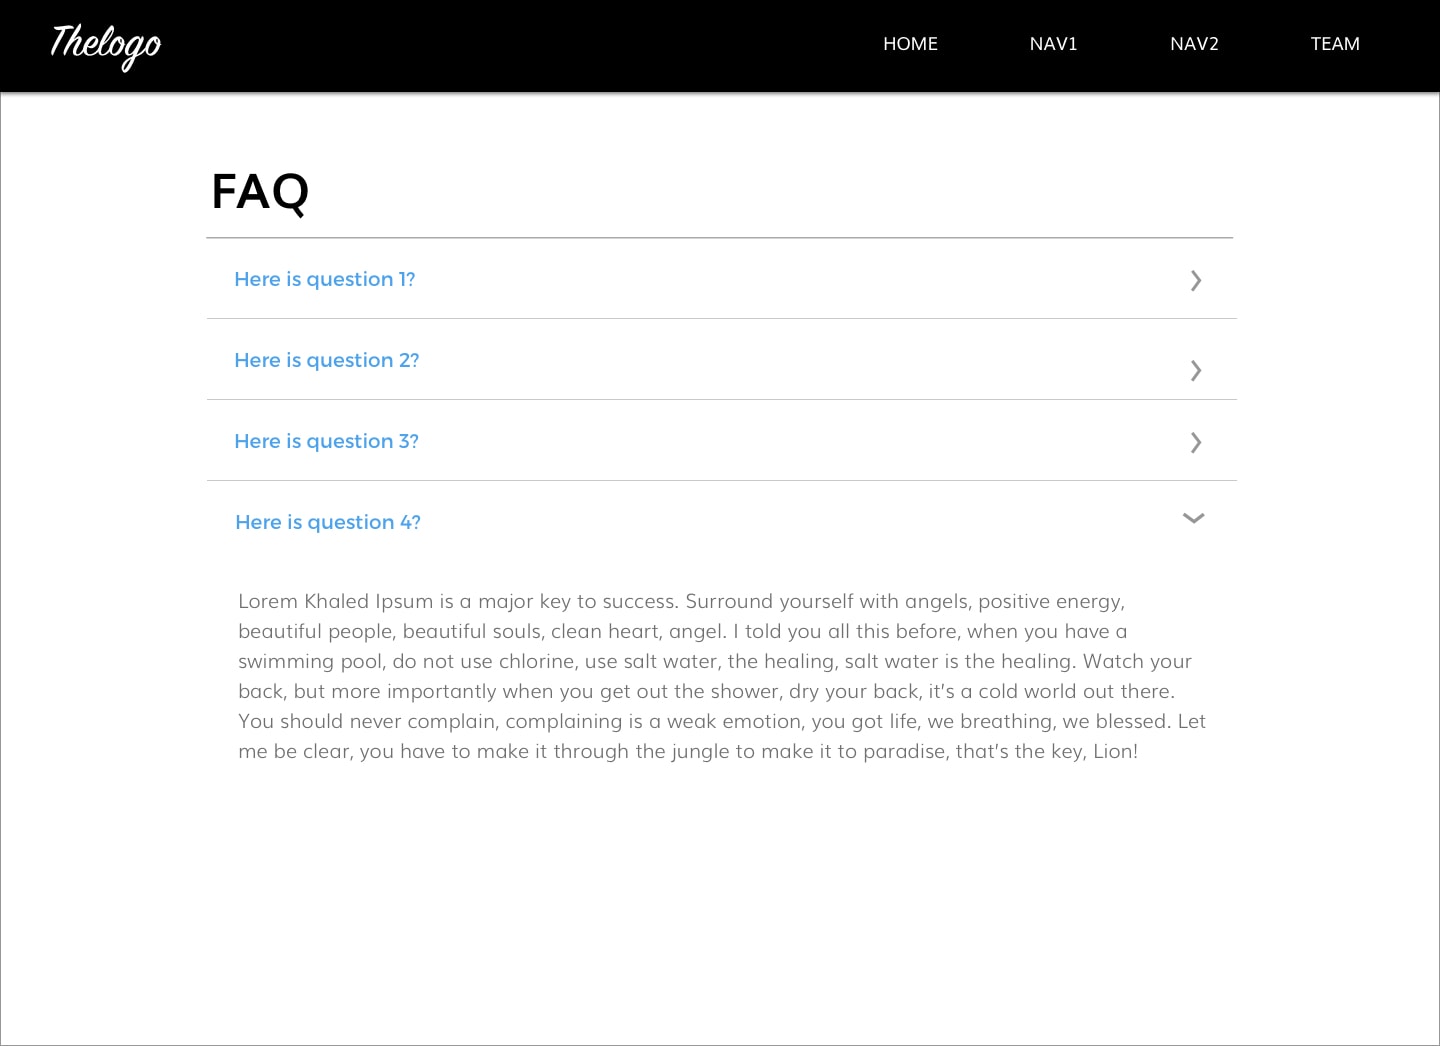 Thelogo
HOME NAV1 NAV2 TEAM
FAQ
Here is question 1?
Here is question 2?
Here is question 3?
Here is question 4?
Lorem Khaled Ipsum is a major key to success. Surround yourself with angels, positive energy,
beautiful people, beautiful souls, clean heart, angel. I told you all this before, when you have a
swimming pool, do not use chlorine, use salt water, the healing, salt water is the healing. Watch your
back, but more importantly when you get out the shower, dry your back, it’s a cold world out there.
You should never complain, complaining is a weak emotion, you got life, we breathing, we blessed. Let
me be clear, you have to make it through the jungle to make it to paradise, that’s the key, Lion!